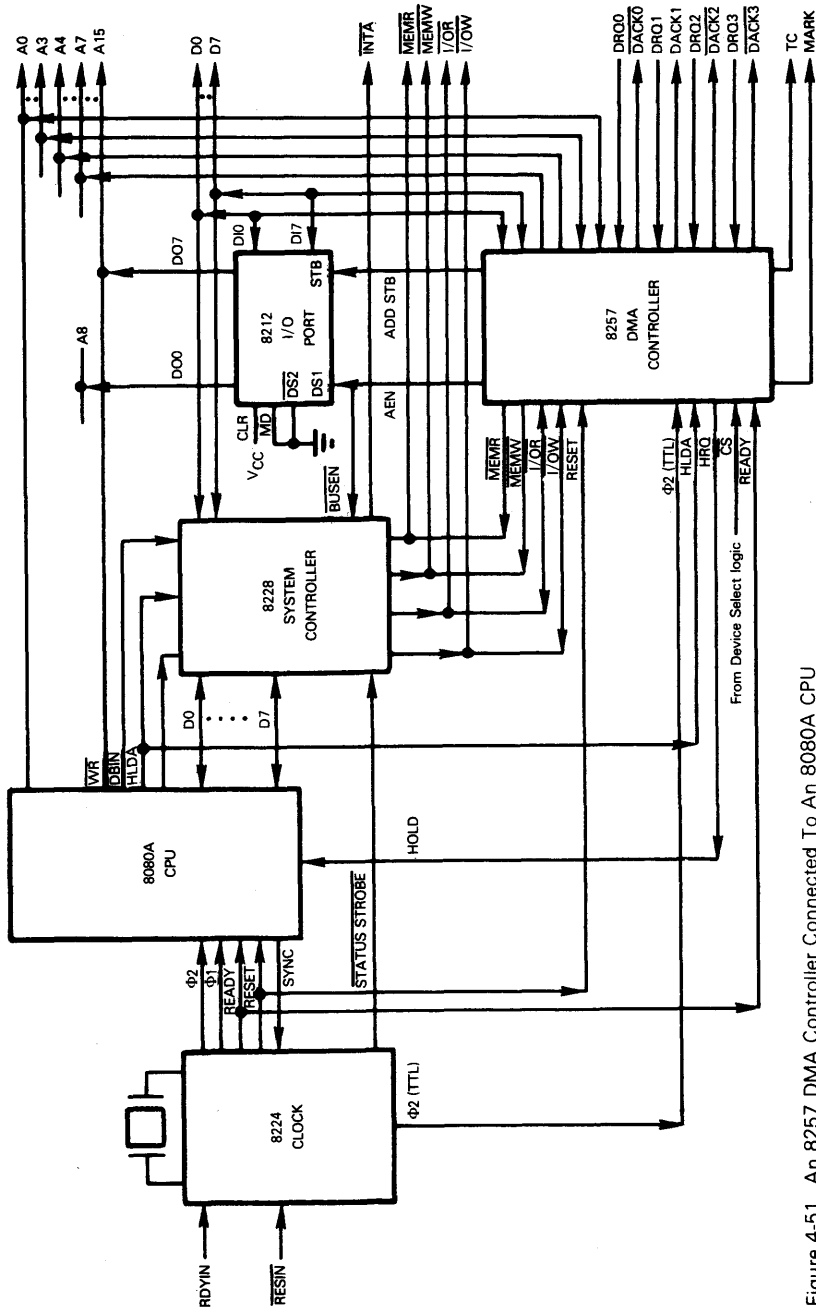 A0
A3
A4
A7
A15
D0
D7
INTA
MEMR
MEMW
I/OR
I/OW
DRQ0
DACK0
DRQ1
DACK1
DRQ2
DACK2
DRQ3
DACK3
TC
MARK
DO7
DI0
DI7
A8
DO0
8212
I/O
PORT
STB
DS2
DS1
CLR
MD
VCC
ADD STB
AEN
BUSEN
8257
DMA
CONTROLLER
MEMR
MEMW
I/OR
I/OW
RESET
Φ2 (TTL)
HLDA
HRQ
CS
READY
From Device Select logic
8228
SYSTEM
CONTROLLER
WR
DBIN
HLDA
D0
D7
8080A
CPU
HOLD
STATUS STROBE
Φ2
Φ1
READY
RESET
SYNC
8224
CLOCK
Φ2 (TTL)
RDYIN
RESIN
Figure 4-51. An 8257 DMA Controller Connected To An 8080A CPU